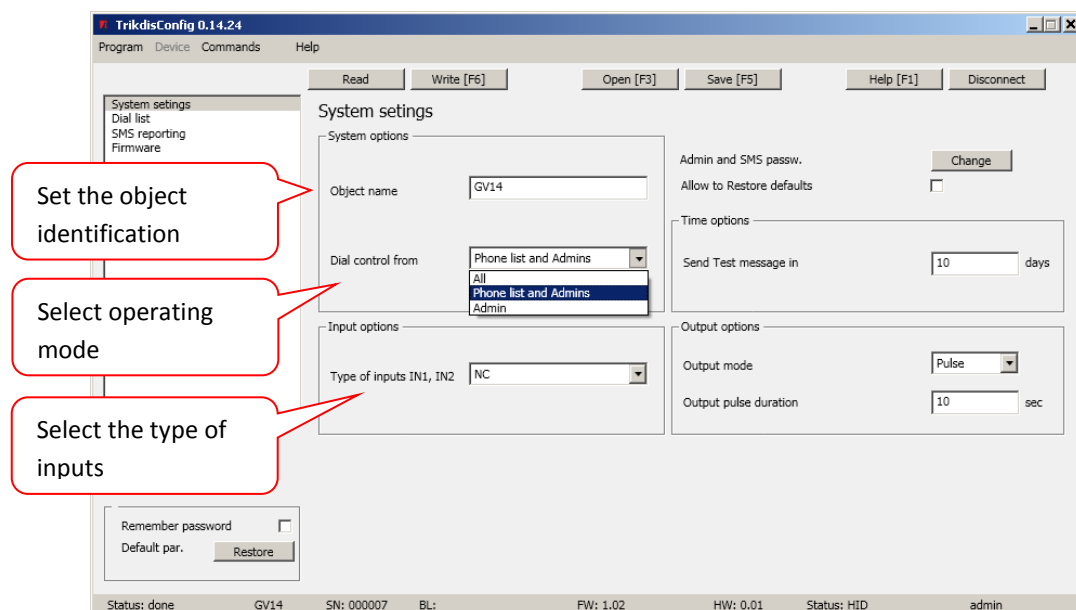 TrikdisConfig 0.14.24
Program Device Commands Help
Read Write [F6] Open [F3] Save [F5] Help [F1] Disconnect
System setings
Dial list
SMS reporting
Firmware
System setings
System options
Object name GV14
Dial control from Phone list and Admins
All
Phone list and Admins
Admin
Admin and SMS passw. Change
Allow to Restore defaults
Time options
Send Test message in 10 days
Input options
Type of inputs IN1, IN2 NC
Output options
Output mode Pulse
Output pulse duration 10 sec
Set the object
identification
Select operating
mode
Select the type of
inputs
Remember password
Default par. Restore
Status: done GV14 SN: 000007 BL: FW: 1.02 HW: 0.01 Status: HID admin